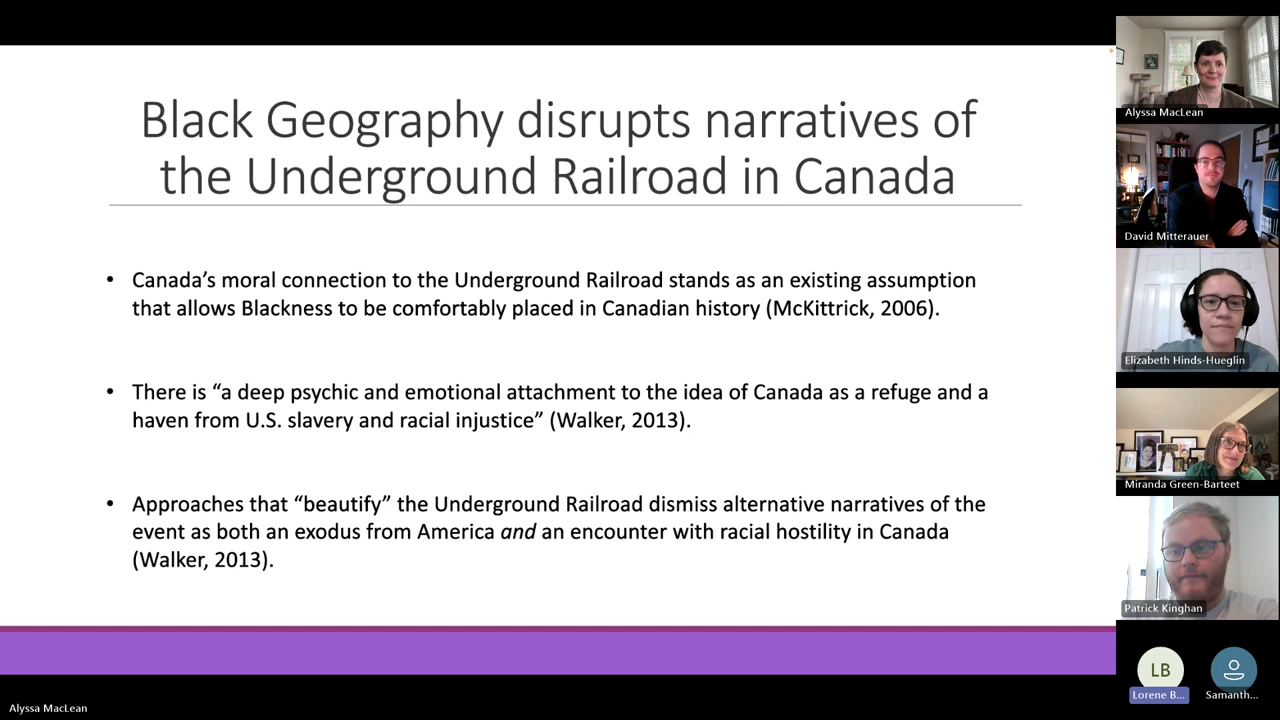 Black Geography disrupts narratives of
the Underground Railroad in Canada
• Canada’s moral connection to the Underground Railroad stands as an existing assumption
that allows Blackness to be comfortably placed in Canadian history (McKittrick, 2006).
• There is “a deep psychic and emotional attachment to the idea of Canada as a refuge and a
haven from U.S. slavery and racial injustice” (Walker, 2013).
• Approaches that “beautify” the Underground Railroad dismiss alternative narratives of the
event as both an exodus from America and an encounter with racial hostility in Canada
(Walker, 2013).
Alyssa MacLean
David Mitterauer
Elizabeth Hinds-Hueglin
Miranda Green-Barteet
Patrick Kinghan
LB
Lorene B...
Samanth...
Alyssa MacLean